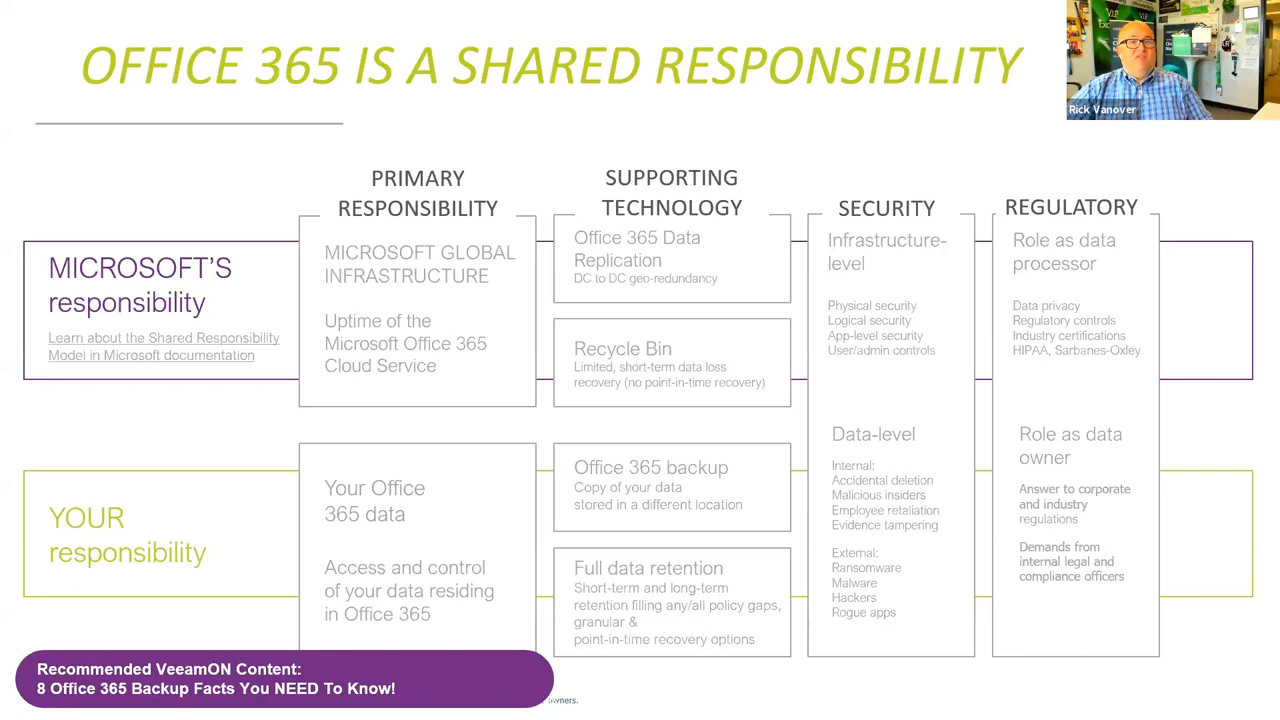 OFFICE 365 IS A SHARED RESPONSIBILITY
Rick Vanover
PRIMARY
RESPONSIBILITY
SUPPORTING
TECHNOLOGY
SECURITY
REGULATORY
MICROSOFT'S
responsibility
Learn about the Shared Responsibility
Model in Microsoft documentation
MICROSOFT GLOBAL
INFRASTRUCTURE
Uptime of the
Microsoft Office 365
Cloud Service
Office 365 Data
Replication
DC to DC geo-redundancy
Recycle Bin
Limited, short-term data loss
recovery (no point-in-time recovery)
Infrastructure-
level
Physical security
Logical security
App-level security
User/admin controls
Role as data
processor
Data privacy
Regulatory controls
Industry certifications
HIPAA, Sarbanes-Oxley
YOUR
responsibility
Your Office
365 data
Access and control
of your data residing
in Office 365
Office 365 backup
Copy of your data
stored in a different location
Full data retention
Short-term and long-term
retention filling any/all policy gaps,
granular &
point-in-time recovery options
Data-level
Internal:
Accidental deletion
Malicious insiders
Employee retaliation
Evidence tampering
External:
Ransomware
Malware
Hackers
Rogue apps
Role as data
owner
Answer to corporate
and industry
regulations
Demands from
internal legal and
compliance officers
Recommended VeeamON Content:
8 Office 365 Backup Facts You NEED To Know!
owners.